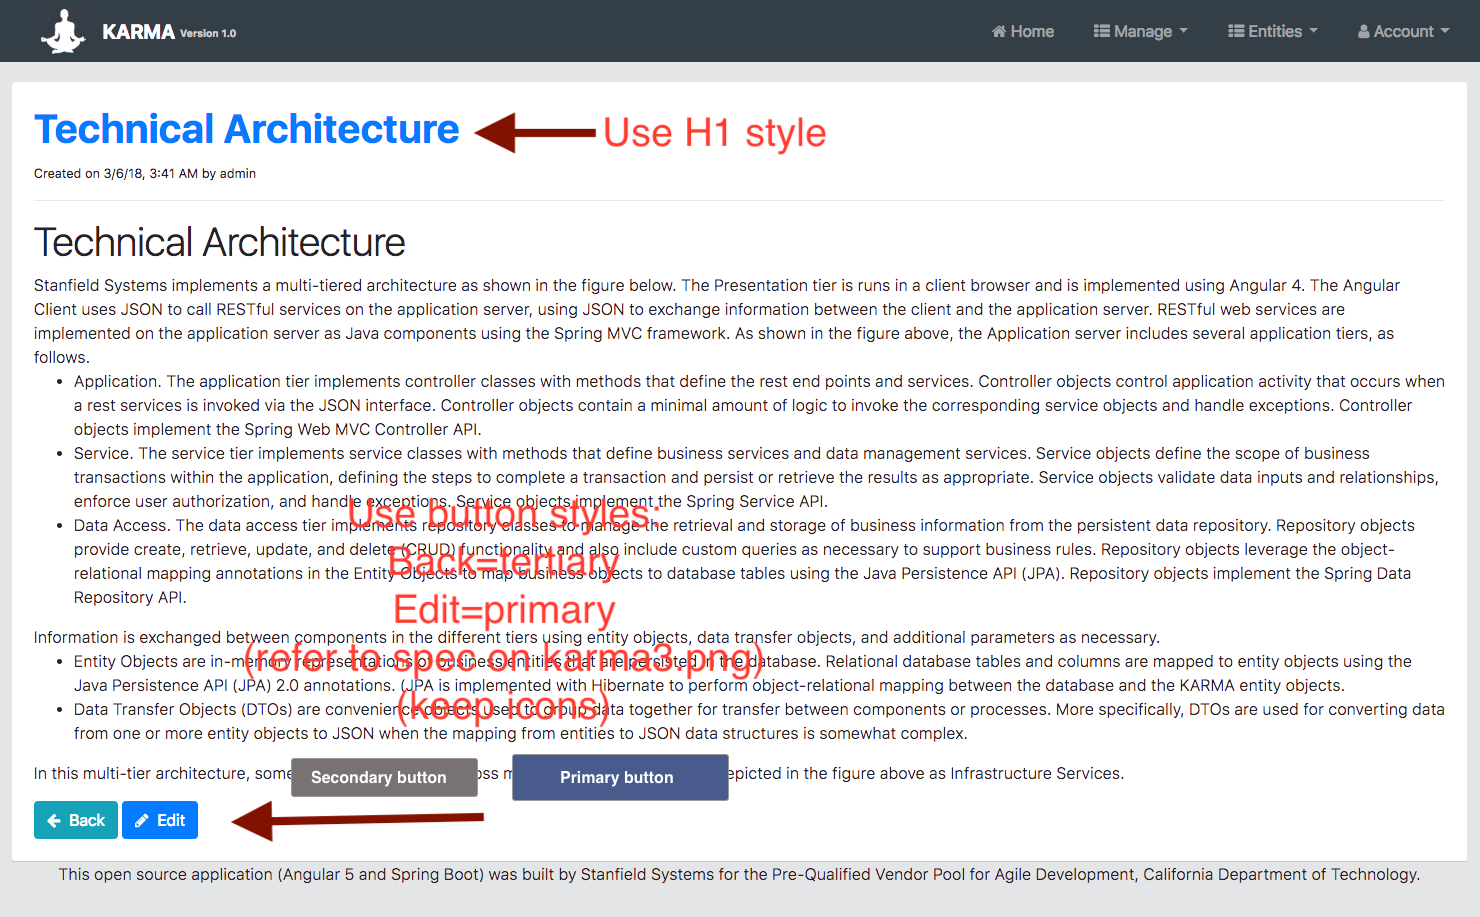 KARMA Version 1.0
Home Manage Entities Account
Technical Architecture
Use H1 style
Created on 3/6/18, 3:41 AM by admin
Technical Architecture
Stanfield Systems implements a multi-tiered architecture as shown in the figure below. The Presentation tier is runs in a client browser and is implemented using Angular 4. The Angular
Client uses JSON to call RESTful services on the application server, using JSON to exchange information between the client and the application server. RESTful web services are
implemented on the application server as Java components using the Spring MVC framework. As shown in the figure above, the Application server includes several application tiers, as
follows.
• Application. The application tier implements controller classes with methods that define the rest end points and services. Controller objects control application activity that occurs when
a rest services is invoked via the JSON interface. Controller objects contain a minimal amount of logic to invoke the corresponding service objects and handle exceptions. Controller
objects implement the Spring Web MVC Controller API.
• Service. The service tier implements service classes with methods that define business services and data management services. Service objects define the scope of business
transactions within the application, defining the steps to complete a transaction and persist or retrieve the results as appropriate. Service objects validate data inputs and relationships,
enforce user authorization, and handle exceptions. Service objects implement the Spring Service API.
• Data Access. The data access tier implements repository classes to manage the retrieval and storage of business information from the persistent data repository. Repository objects
provide create, retrieve, update, and delete (CRUD) functionality and also include custom queries as necessary to support business rules. Repository objects leverage the object-
relational mapping annotations in the Entity Objects to map business objects to database tables using the Java Persistence API (JPA). Repository objects implement the Spring Data
Repository API.
Use button styles:
Back=tertiary
Edit=primary
(refer to spec on karma3.png)
(keep icons)
Information is exchanged between components in the different tiers using entity objects, data transfer objects, and additional parameters as necessary.
• Entity Objects are in-memory representations of business entities that are persisted in the database. Relational database tables and columns are mapped to entity objects using the
Java Persistence API (JPA) 2.0 annotations. (JPA is implemented with Hibernate to perform object-relational mapping between the database and the KARMA entity objects.
• Data Transfer Objects (DTOs) are convenience objects used to group data together for transfer between components or processes. More specifically, DTOs are used for converting data
from one or more entity objects to JSON when the mapping from entities to JSON data structures is somewhat complex.
In this multi-tier architecture, some depicted in the figure above as Infrastructure Services.
Secondary button
Primary button
Back Edit
This open source application (Angular 5 and Spring Boot) was built by Stanfield Systems for the Pre-Qualified Vendor Pool for Agile Development, California Department of Technology.